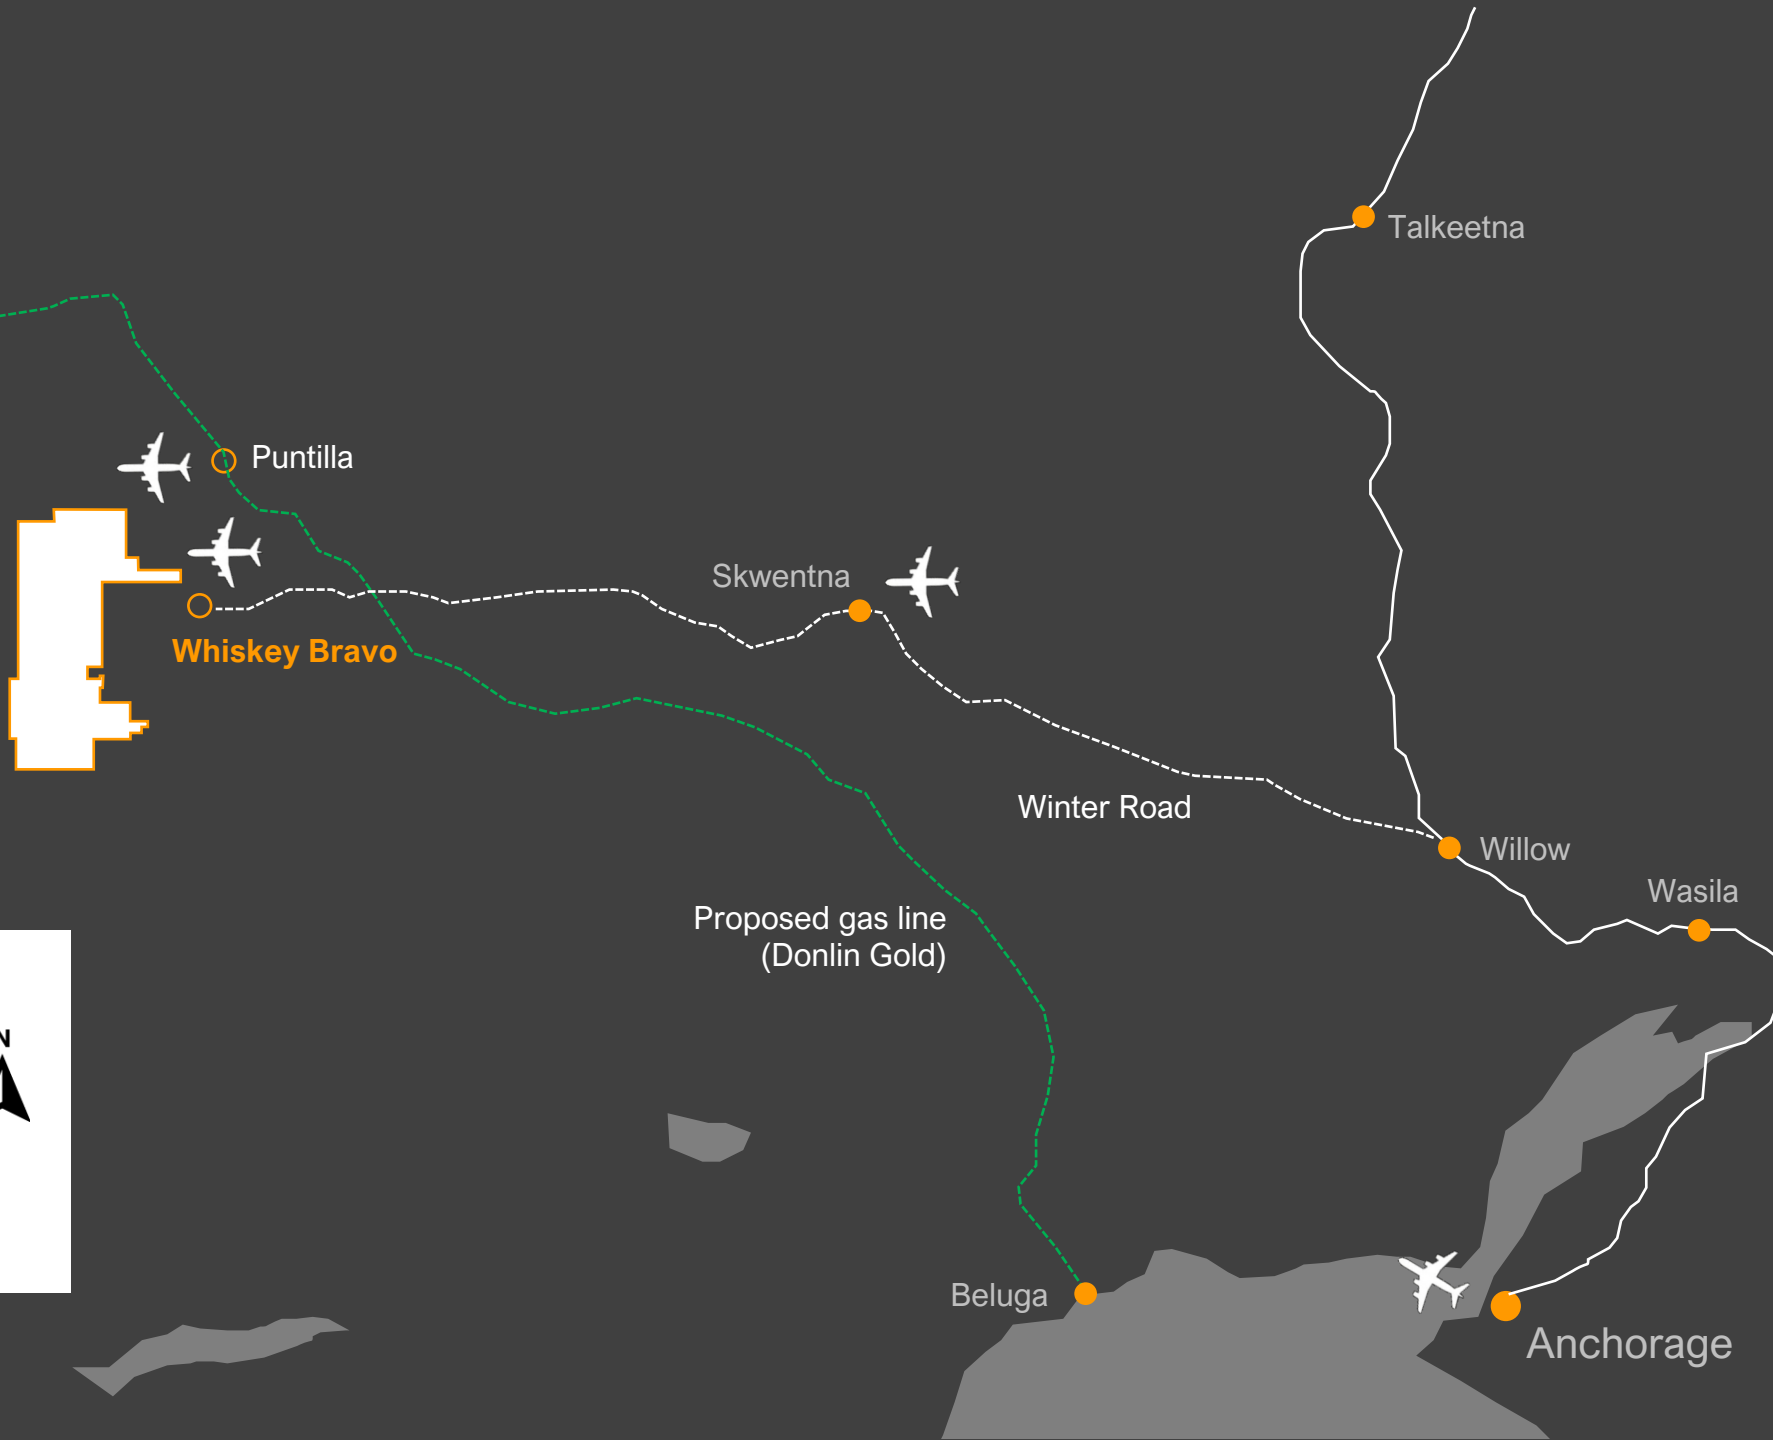 Talkeetna
Puntilla
Skwentna
Whiskey Bravo
Winter Road
Willow
Wasila
Proposed gas line
(Donlin Gold)
N
Beluga
Anchorage